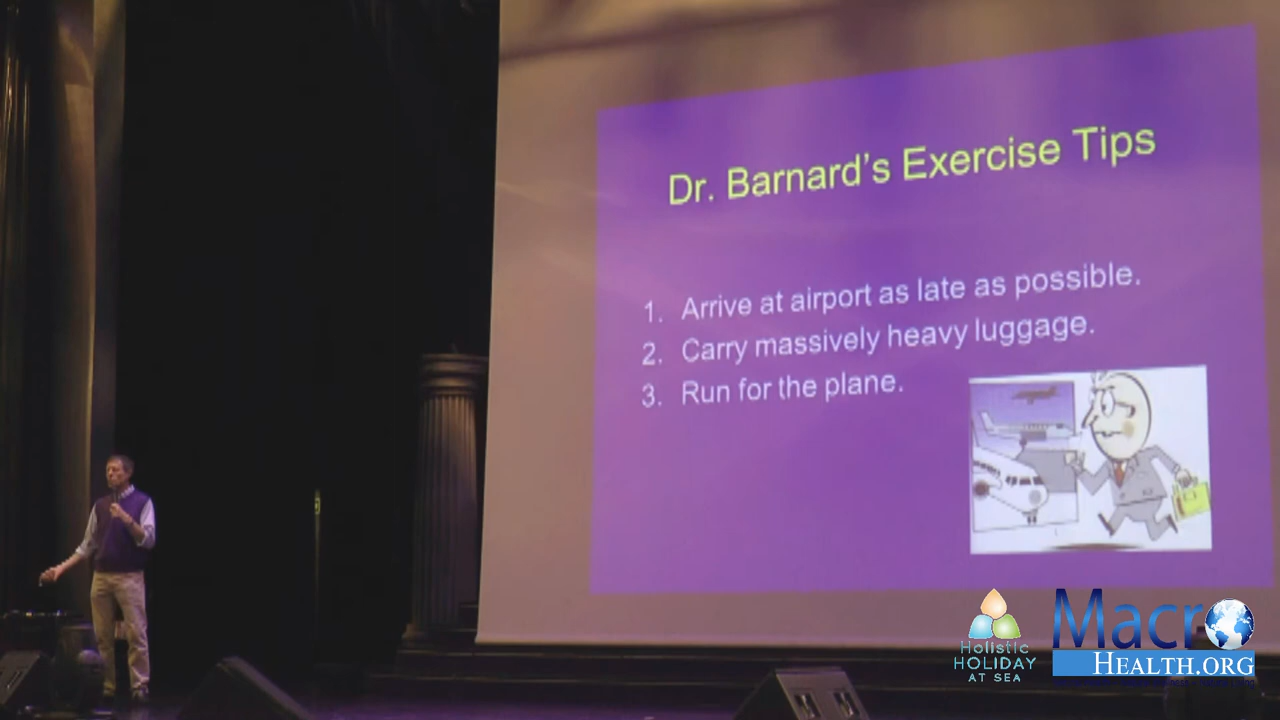 Dr. Barnard's Exercise Tips
1. Arrive at airport as late as possible.
2. Carry massively heavy luggage.
3. Run for the plane.
Holistic
HOLIDAY
AT SEA
Macro
HEALTH.ORG